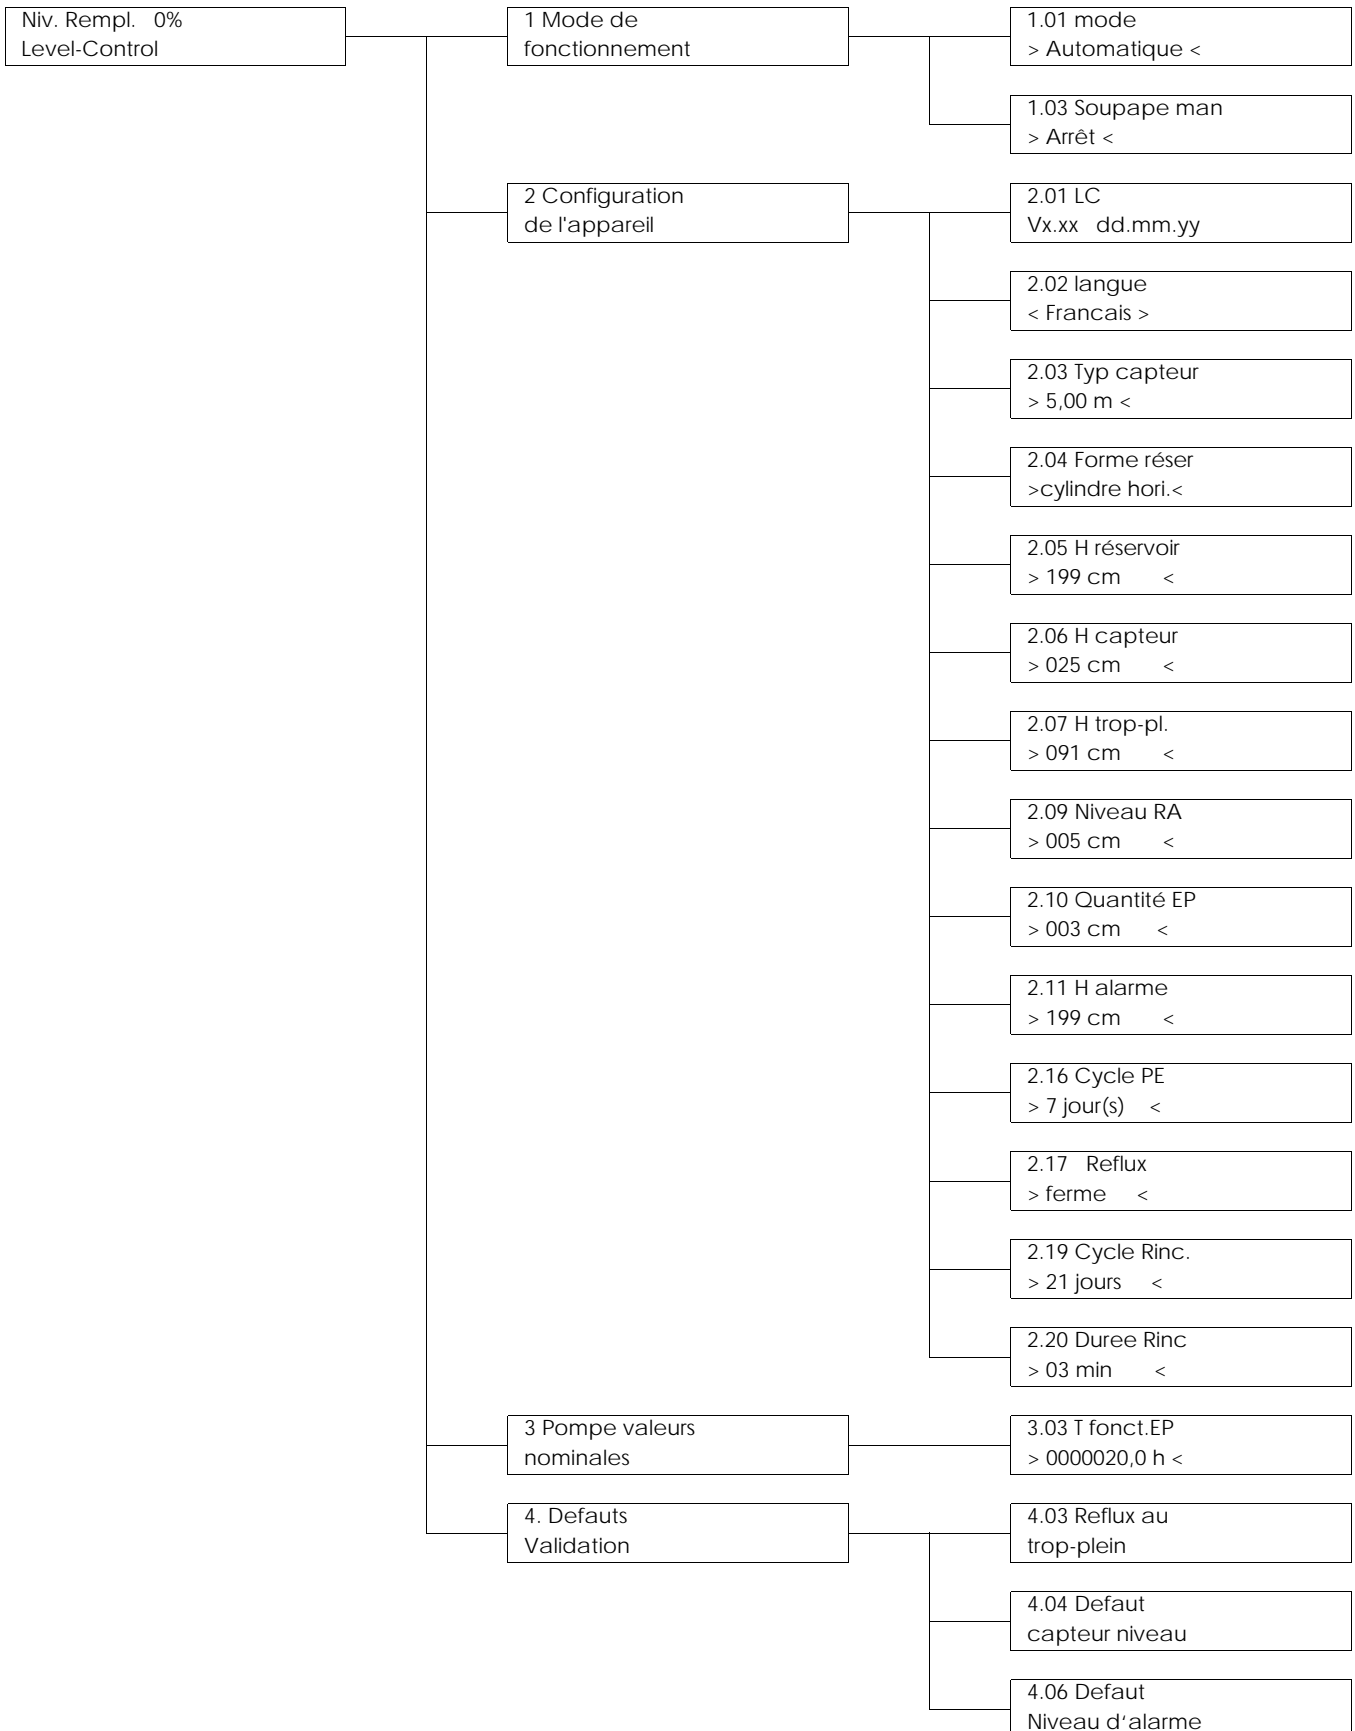 Niv. Rempl. 0%
Level-Control
1 Mode de
fonctionnement
1.01 mode
> Automatique <
1.03 Soupape man
> Arrêt <
2 Configuration
de l'appareil
2.01 LC
Vx.xx dd.mm.yy
2.02 langue
< Francais >
2.03 Typ capteur
> 5,00 m <
2.04 Forme réser
>cylindre hori.<
2.05 H réservoir
> 199 cm <
2.06 H capteur
> 025 cm <
2.07 H trop-pl.
> 091 cm <
2.09 Niveau RA
> 005 cm <
2.10 Quantité EP
> 003 cm <
2.11 H alarme
> 199 cm <
2.16 Cycle PE
> 7 jour(s) <
2.17 Reflux
> ferme <
2.19 Cycle Rinc.
> 21 jours <
2.20 Duree Rinc
> 03 min <
3 Pompe valeurs
nominales
3.03 T fonct.EP
> 0000020,0 h <
4. Defauts
Validation
4.03 Reflux au
trop-plein
4.04 Defaut
capteur niveau
4.06 Defaut
Niveau d‘alarme